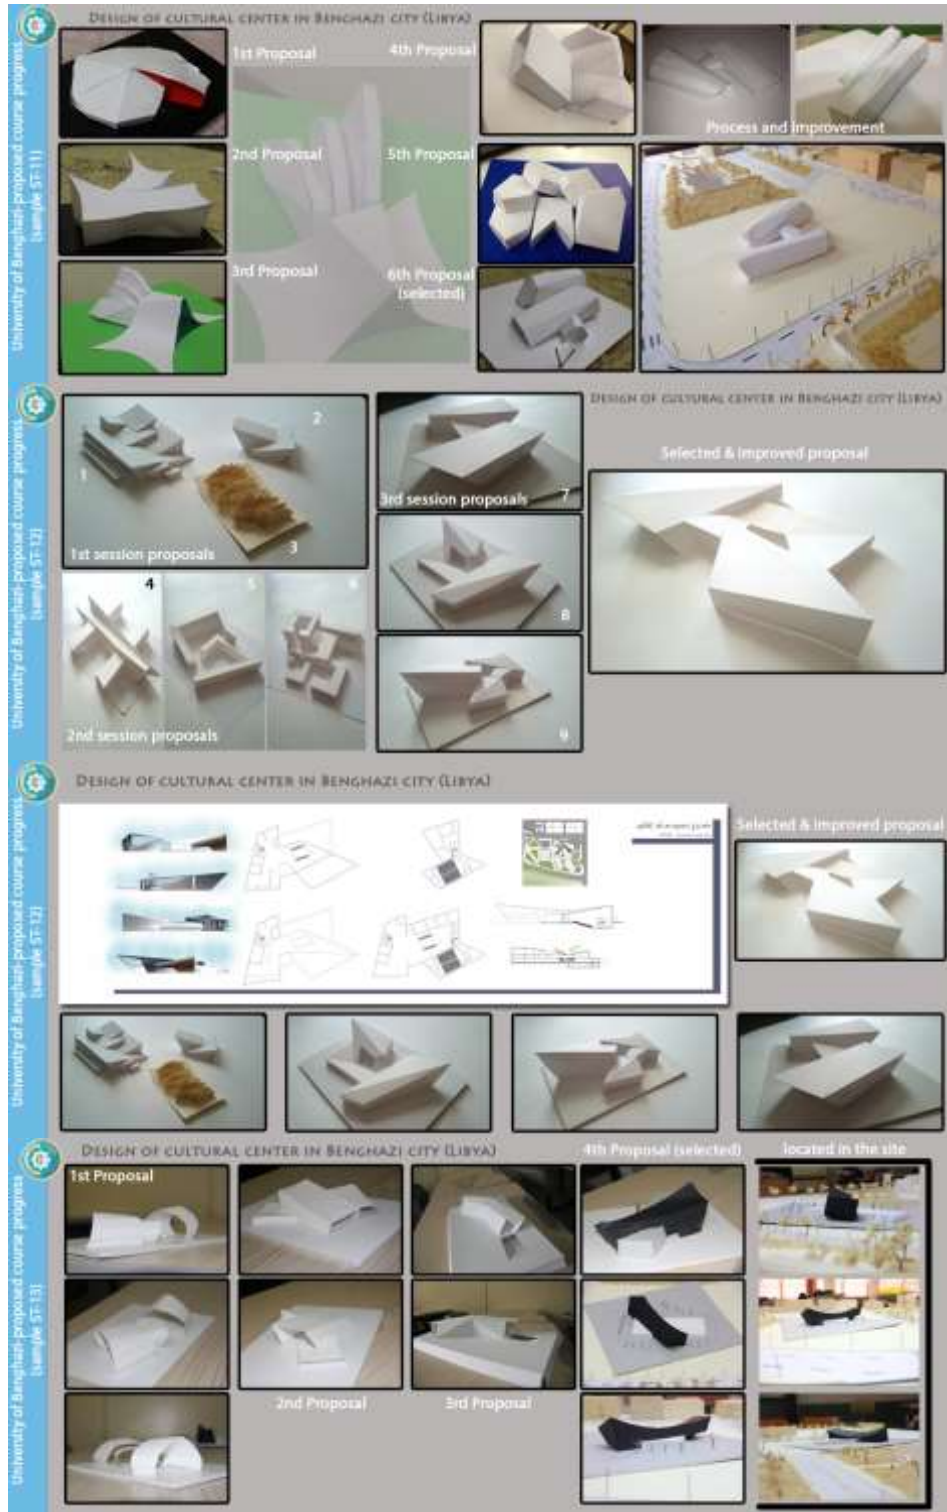 DESIGN OF CULTURAL CENTER IN BENGHAZI CITY (LIBYA)
University of Benghazi-proposed course progress
(sample ST-11)
1st Proposal
4th Proposal
2nd Proposal
5th Proposal
3rd Proposal
6th Proposal
(selected)
Process and improvement
University of Benghazi-proposed course progress
(sample ST-12)
DESIGN OF CULTURAL CENTER IN BENGHAZI CITY (LIBYA)
1
2
3
1st session proposals
4
5
6
2nd session proposals
7
3rd session proposals
8
9
Selected & improved proposal
University of Benghazi-proposed course progress
(sample ST-12)
DESIGN OF CULTURAL CENTER IN BENGHAZI CITY (LIBYA)
Selected & improved proposal
University of Benghazi-proposed course progress
(sample ST-13)
DESIGN OF CULTURAL CENTER IN BENGHAZI CITY (LIBYA)
4th Proposal (selected)
located in the site
1st Proposal
2nd Proposal
3rd Proposal